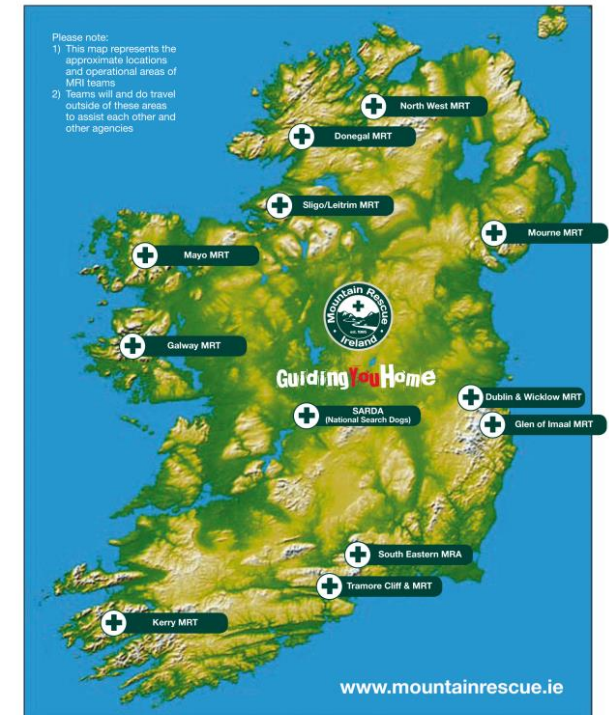 Please note:
1) This map represents the
approximate locations
and operational areas of
MRI teams
2) Teams will and do travel
outside of these areas
to assist each other and
other agencies
North West MRT
Donegal MRT
Sligo/Leitrim MRT
Mourne MRT
Mayo MRT
Mountain Rescue
est. 1965
Ireland
Galway MRT
GuidingYouHome
Dublin & Wicklow MRT
SARDA
(National Search Dogs)
Glen of Imaal MRT
South Eastern MRA
Tramore Cliff & MRT
Kerry MRT
www.mountainrescue.ie